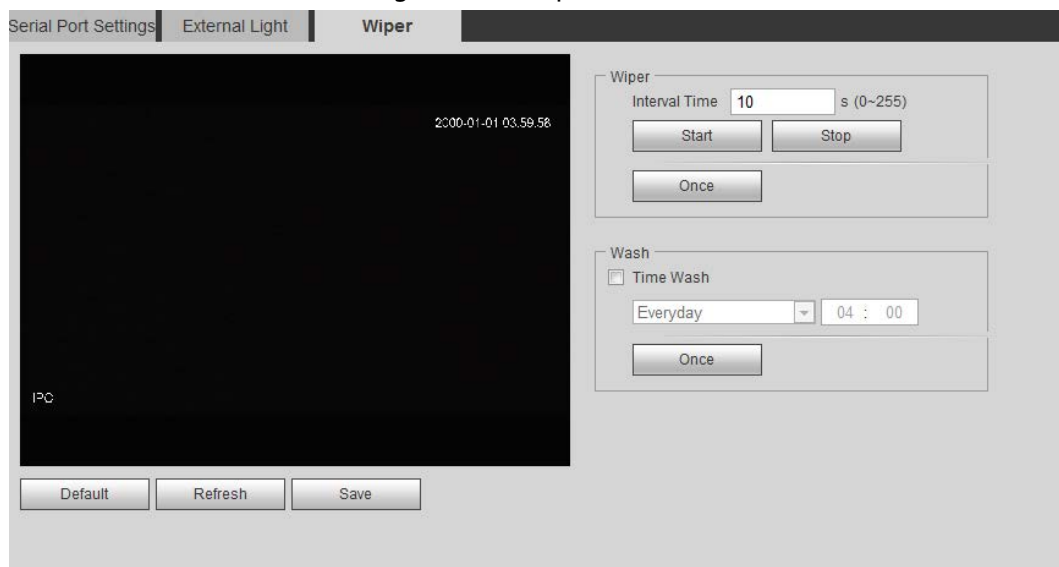 Serial Port Settings External Light Wiper
2000-01-01 03.59.58
IPC
Wiper
Interval Time 10 s (0~255)
Start Stop
Once
Wash
Time Wash
Everyday 04 : 00
Once
Default Refresh Save